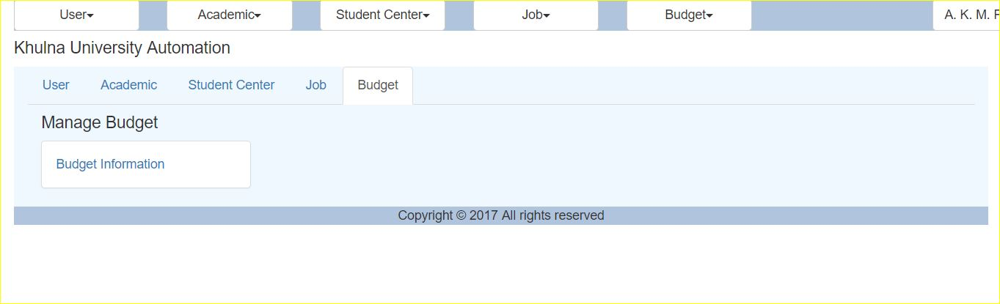 User Academic Student Center Job Budget A. K. M.
Khulna University Automation
User Academic Student Center Job Budget
Manage Budget
Budget Information
Copyright © 2017 All rights reserved